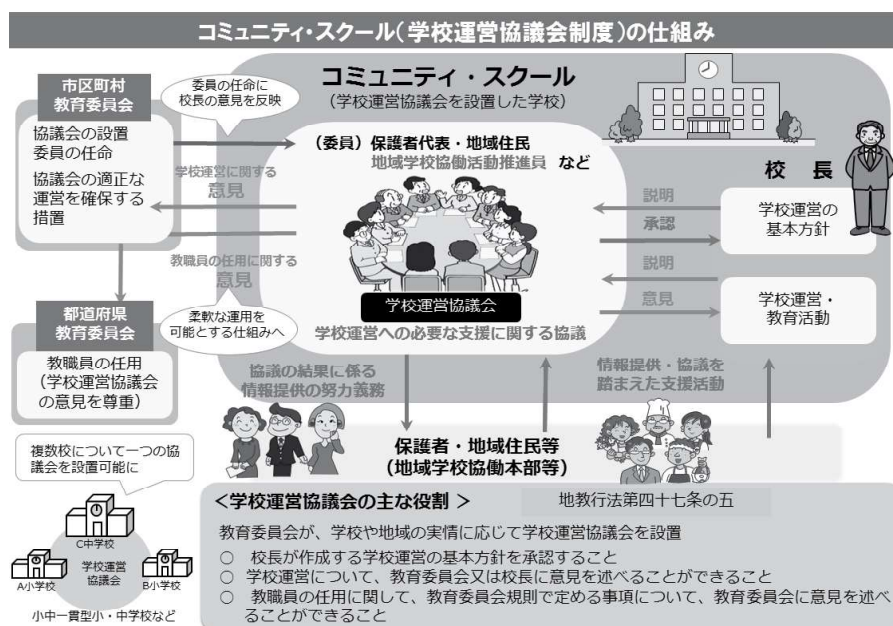 コミュニティ・スクール(学校運営協議会制度)の仕組み
市区町村
教育委員会
協議会の設置
委員の任命
協議会の適正な
運営を確保する
措置
委員の任命に
校長の意見を反映
コミュニティ・スクール
(学校運営協議会を設置した学校)
(委員)保護者代表・地域住民
地域学校協働活動推進員 など
学校運営に関する
意見
教職員の任用に関する
意見
柔軟な運用を
可能とする仕組みへ
学校運営協議会
学校運営への必要な支援に関する協議
校 長
説明
承認
学校運営の
基本方針
説明
意見
学校運営・
教育活動
都道府県
教育委員会
教職員の任用
(学校運営協議会
の意見を尊重)
協議の結果に係る
情報提供の努力義務
情報提供・協議を
踏まえた支援活動
保護者・地域住民等
(地域学校協働本部等)
複数校について一つの協
議会を設置可能に
C中学校
学校運営
協議会
A小学校
B小学校
小中一貫型小・中学校など
<学校運営協議会の主な役割 >
地教行法第四十七条の五
教育委員会が、学校や地域の実情に応じて学校運営協議会を設置
○ 校長が作成する学校運営の基本方針を承認すること
○ 学校運営について、教育委員会又は校長に意見を述べることができること
○ 教職員の任用に関して、教育委員会規則で定める事項について、教育委員会に意見を述べ
ることができること